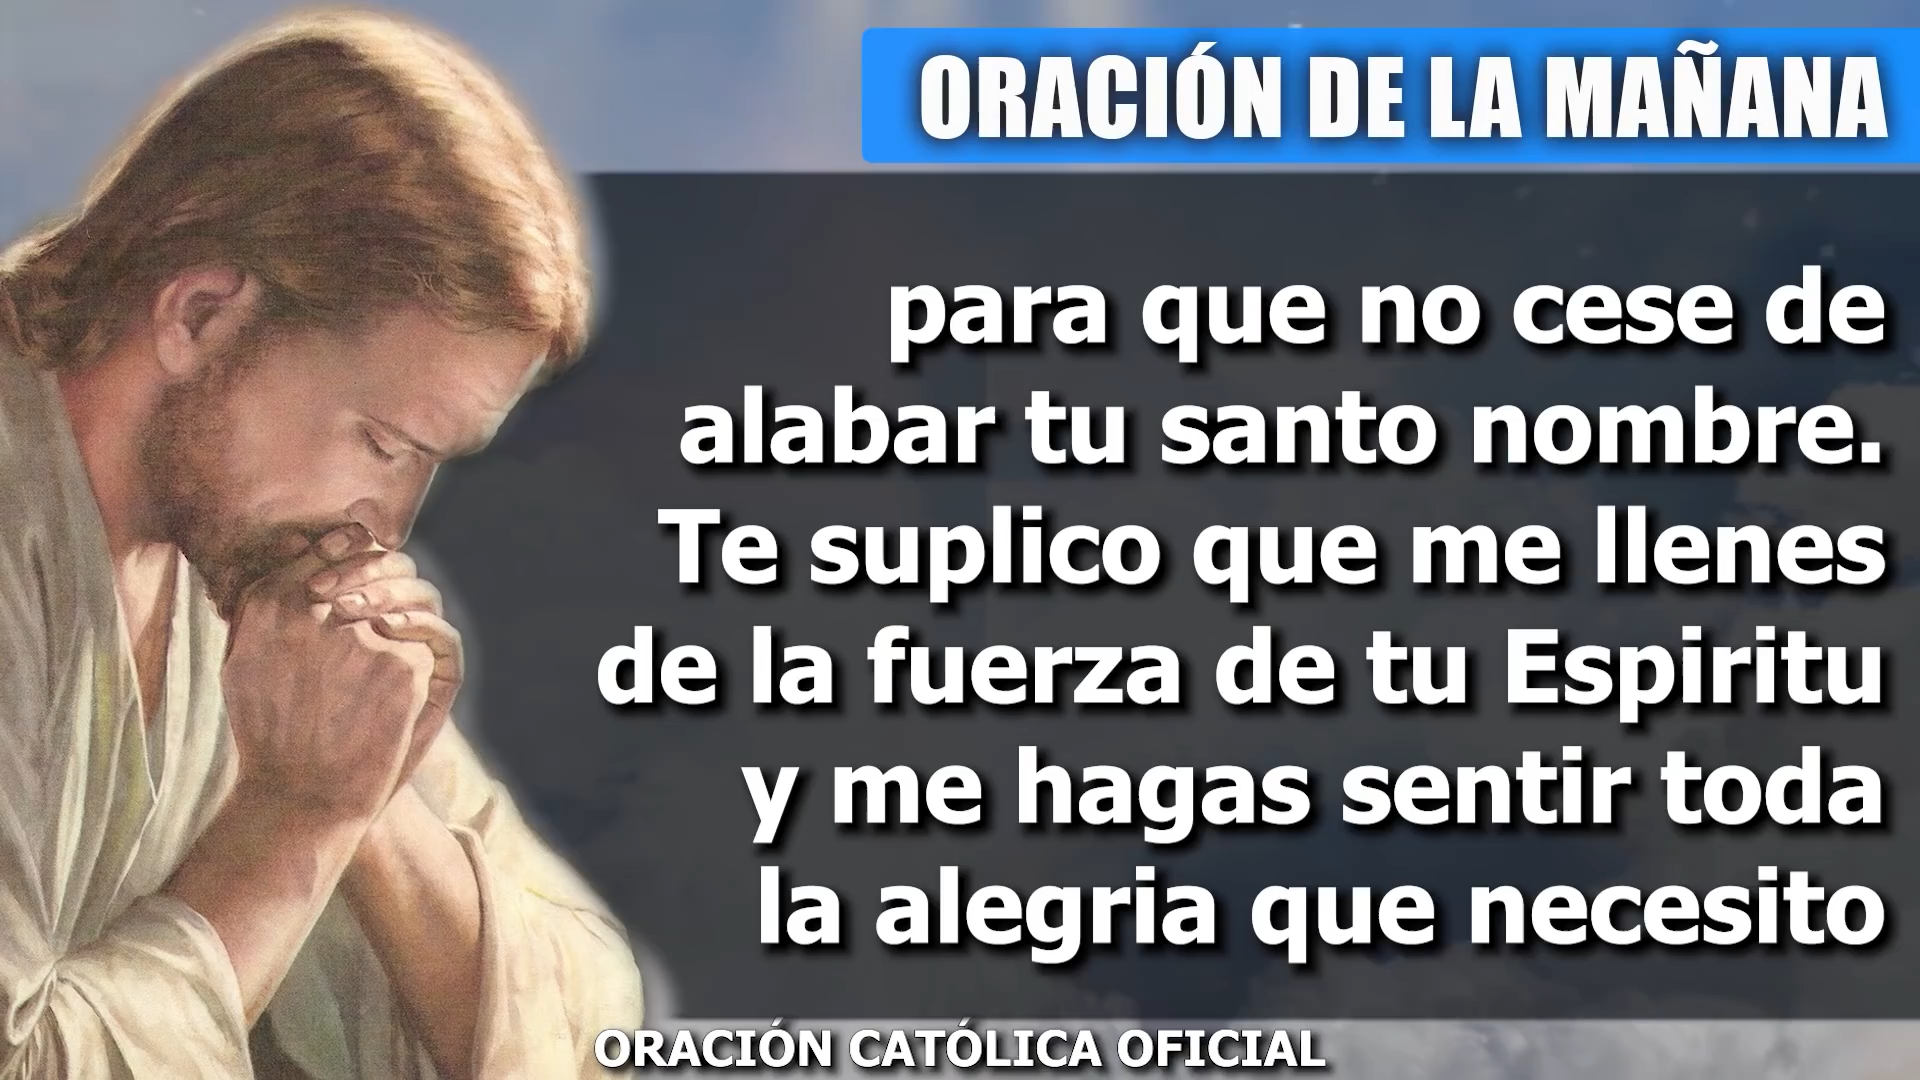 ORACIÓN DE LA MAÑANA
para que no cese de
alabar tu santo nombre.
Te suplico que me llenes
de la fuerza de tu Espiritu
y me hagas sentir toda
la alegria que necesito
ORACIÓN CATÓLICA OFICIAL